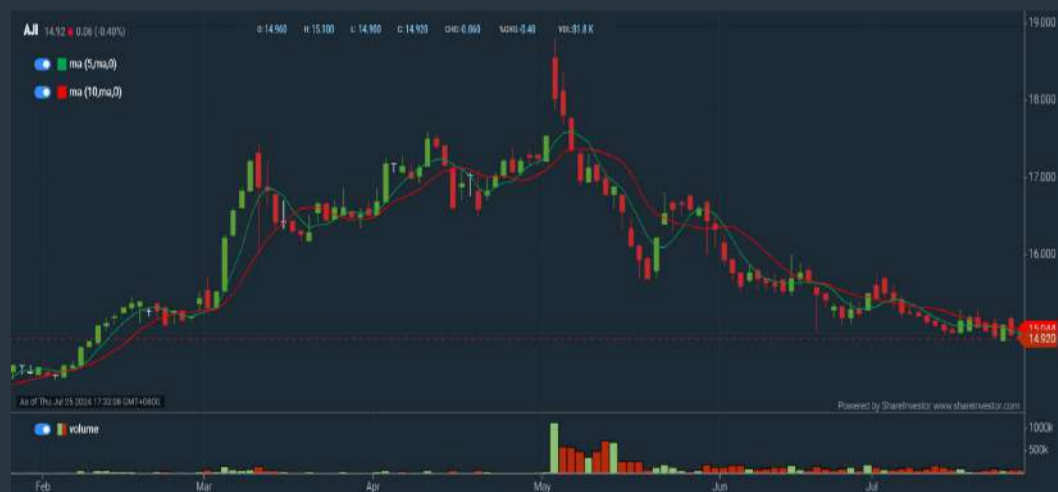 AJI 14.92 0.06 (-0.40%) O: 14.960 H: 15.100 L: 14.900 C: 14.920 CHG:-0.060 %CHG:-0.40 VOL:81.8 K
ma (5,ma,0)
ma (10,ma,0)
19.000
18.000
17.000
16.000
14.920
As of Thu Jul 25 2024 17:33:08 GMT+0800
Powered by ShareInvestor www.shareinvestor.com
volume
1000k
500k
Feb Mar Apr May Jun Jul